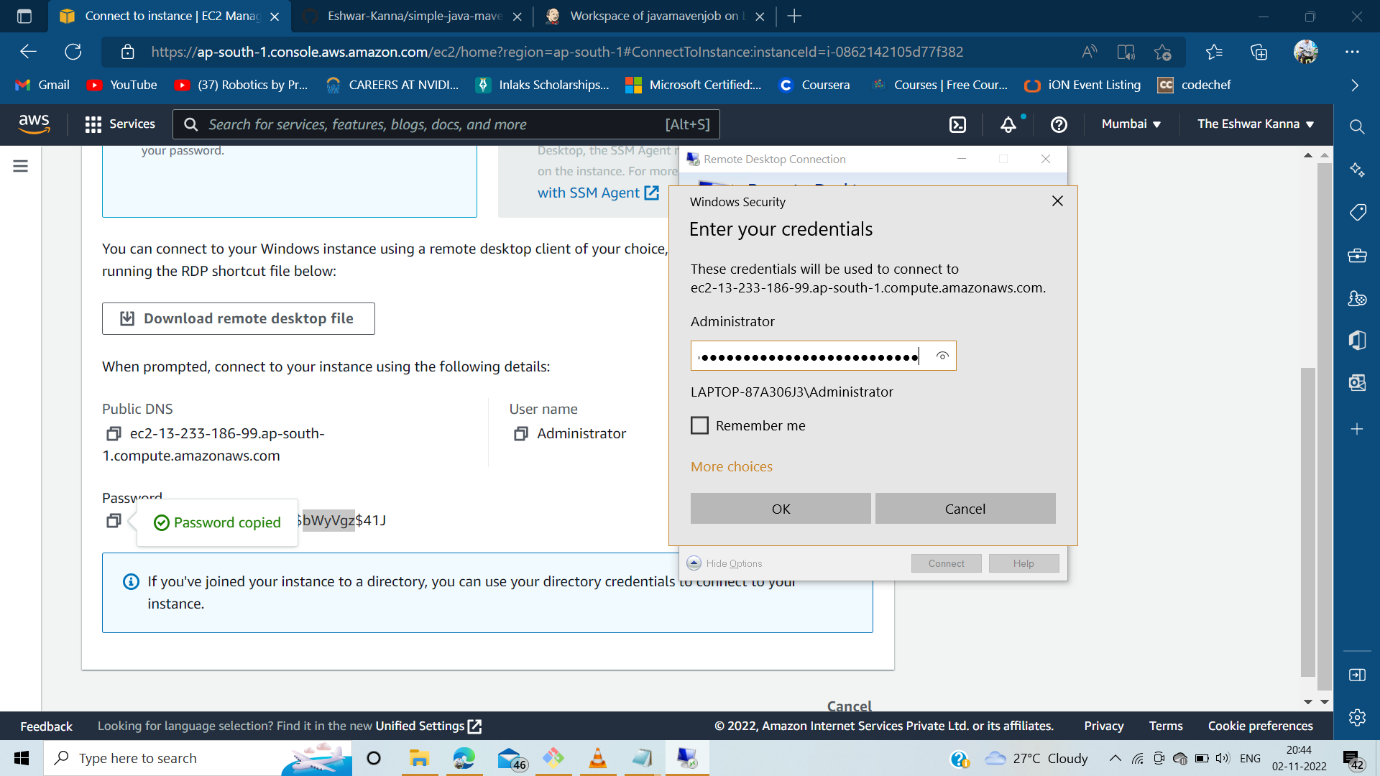 Connect to instance | EC2 Manag
Eshwar-Kanna/simple-java-mave
Workspace of javamavenjob on
https://ap-south-1.console.aws.amazon.com/ec2/home?region=ap-south-1#ConnectToInstance:instanceId=i-0862142105d77f382
Gmail
YouTube
(37) Robotics by Pr...
CAREERS AT NVIDI...
Inlaks Scholarships...
Microsoft Certified:...
Coursera
Courses | Free Cour...
iON Event Listing
codechef
aws
Services
Search for services, features, blogs, docs, and more
[Alt+S]
Mumbai
The Eshwar Kanna
your password.
Desktop, the SSM Agent
on the instance. For more
with SSM Agent
Remote Desktop Connection
Windows Security
Enter your credentials
These credentials will be used to connect to
ec2-13-233-186-99.ap-south-1.compute.amazonaws.com.
Administrator
LAPTOP-87A306J3\Administrator
Remember me
More choices
OK
Cancel
Hide Options
Connect
Help
You can connect to your Windows instance using a remote desktop client of your choice,
running the RDP shortcut file below:
Download remote desktop file
When prompted, connect to your instance using the following details:
Public DNS
ec2-13-233-186-99.ap-south-
1.compute.amazonaws.com
User name
Administrator
Password
Password copied
$bWyVgz$41J
If you've joined your instance to a directory, you can use your directory credentials to connect to your
instance.
Cancel
Feedback
Looking for language selection? Find it in the new Unified Settings
© 2022, Amazon Internet Services Private Ltd. or its affiliates.
Privacy
Terms
Cookie preferences
Type here to search
46
27°C Cloudy
ENG
20:44
02-11-2022
42